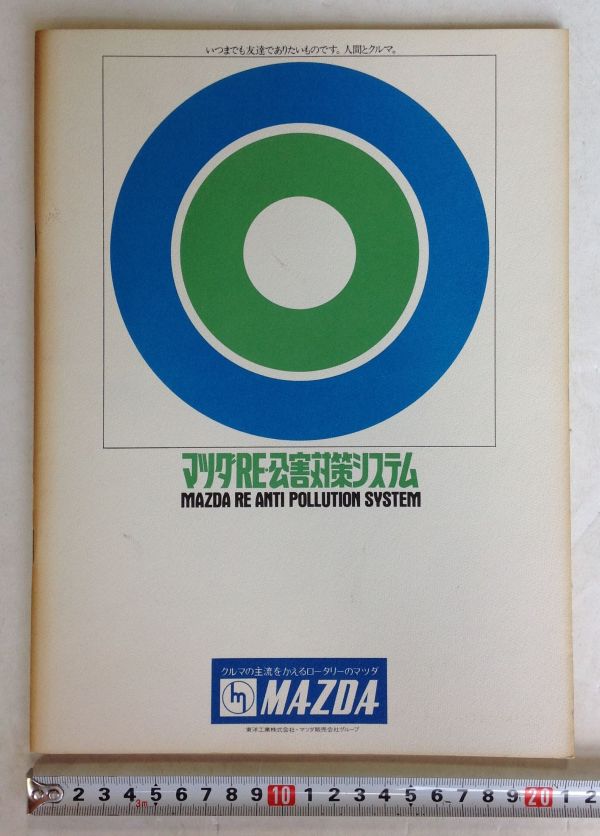 いつまでも友達でありたいものです。人間とクルマ。
マツダRE・公害対策システム
MAZDA RE ANTI POLLUTION SYSTEM
クルマの主流をかえるロータリーのマツダ
m MAZDA
東洋工業株式会社・マツダ販売会社グループ
2 3 4 5 6 7 8 9 10 1 2 3 4 5 6 7 8 9 20 1 2
3m